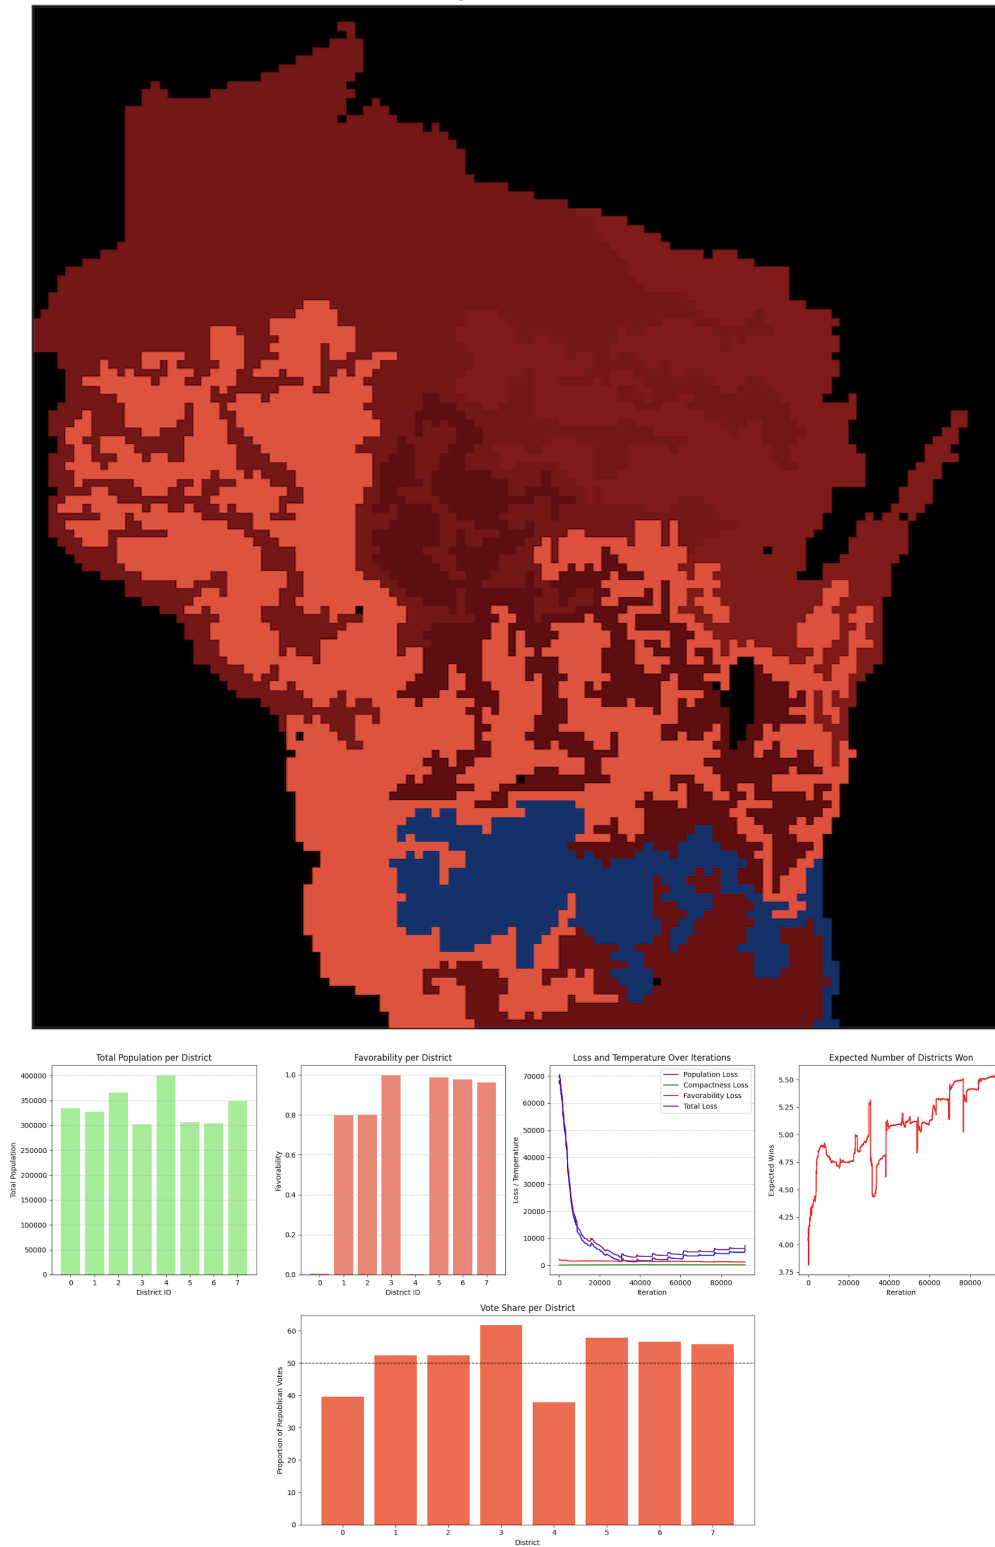 Total Population per District
Total Population
400000
350000
300000
250000
200000
150000
100000
50000
0
0 1 2 3 4 5 6 7
District ID
Favorability per District
Favorability
1.0
0.8
0.6
0.4
0.2
0.0
0 1 2 3 4 5 6 7
District ID
Loss and Temperature Over Iterations
Loss / Temperature
70000
60000
50000
40000
30000
20000
10000
0
Population Loss
Compactness Loss
Favorability Loss
Total Loss
0 20000 40000 60000 80000
Iteration
Expected Number of Districts Won
Expected Wins
5.50
5.25
5.00
4.75
4.50
4.25
4.00
3.75
0 20000 40000 60000 80000
Iteration
Vote Share per District
Proportion of Republican Votes
60
50
40
30
20
10
0
0 1 2 3 4 5 6 7
District